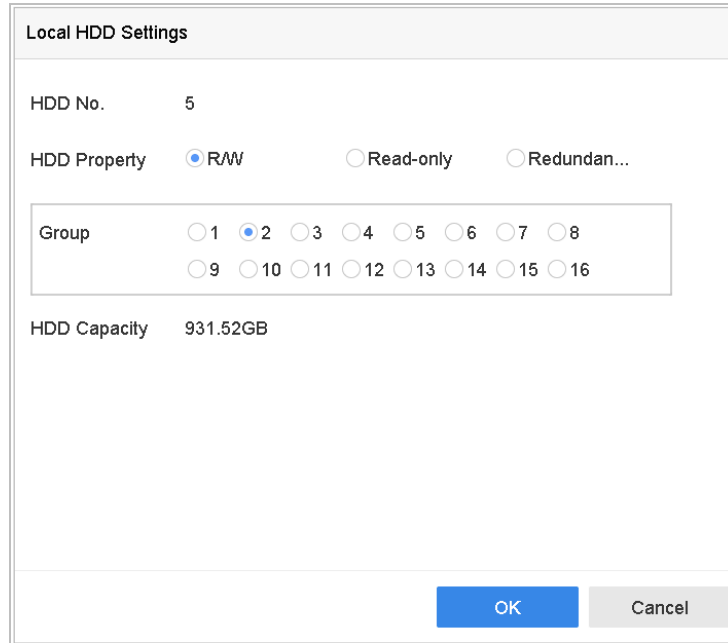 Local HDD Settings
HDD No. 5
HDD Property R/W Read-only Redundan...
Group 1 2 3 4 5 6 7 8
9 10 11 12 13 14 15 16
HDD Capacity 931.52GB
OK Cancel